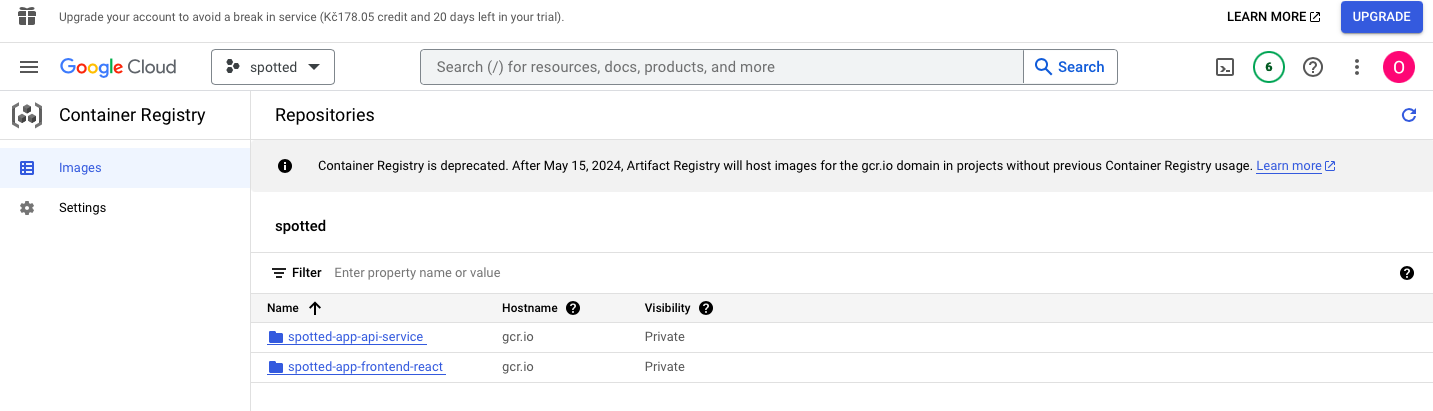 Upgrade your account to avoid a break in service (Kč178.05 credit and 20 days left in your trial).
LEARN MORE
UPGRADE
Google Cloud
spotted
Search (/) for resources, docs, products, and more
Search
6
O
Container Registry
Repositories
Images
Settings
Container Registry is deprecated. After May 15, 2024, Artifact Registry will host images for the gcr.io domain in projects without previous Container Registry usage. Learn more
spotted
Filter Enter property name or value
Name Hostname Visibility
spotted-app-api-service gcr.io Private
spotted-app-frontend-react gcr.io Private